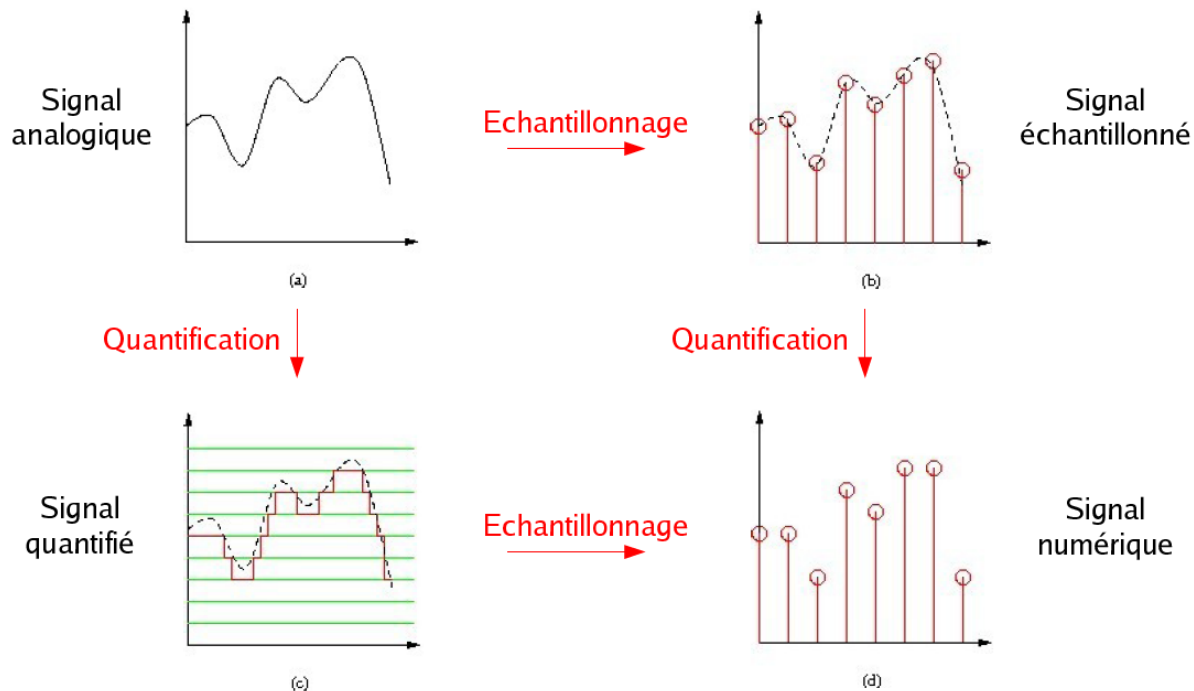 Signal
analogique
Echantillonnage
Signal
échantillonné
(a)
(b)
Quantification
Quantification
Signal
quantifié
Echantillonnage
Signal
numérique
(c)
(d)